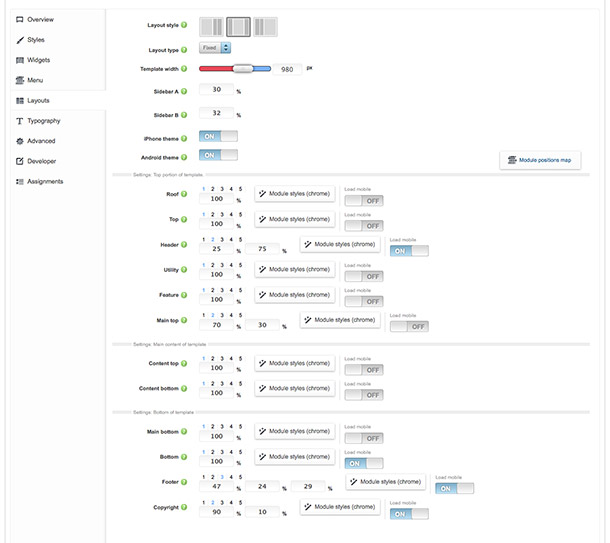 Overview
Styles
Widgets
Menu
Layouts
Typography
Advanced
Developer
Assignments
Layout style ?
Layout type ? Fixed
Template width ? 980 px
Sidebar A ? 30 %
Sidebar B ? 32 %
iPhone theme ? ON
Android theme ? ON
Module positions map
Settings: Top portion of template
1 2 3 4 5 Load mobile
Roof ? 100 % Module styles (chrome) OFF
1 2 3 4 5 Load mobile
Top ? 100 % Module styles (chrome) OFF
1 2 3 4 5 Load mobile
Header ? 25 75 % Module styles (chrome) ON
1 2 3 4 5 Load mobile
Utility ? 100 % Module styles (chrome) OFF
1 2 3 4 5 Load mobile
Feature ? 100 % Module styles (chrome) OFF
1 2 3 4 5 Load mobile
Main top ? 70 30 % Module styles (chrome) OFF
Settings: Main content of template
1 2 3 4 5 Load mobile
Content top ? 100 % Module styles (chrome) OFF
1 2 3 4 5 Load mobile
Content bottom ? 100 % Module styles (chrome) OFF
Settings: Bottom of template
1 2 3 4 5 Load mobile
Main bottom ? 100 % Module styles (chrome) OFF
1 2 3 4 5 Load mobile
Bottom ? 100 % Module styles (chrome) ON
1 2 3 4 5 Load mobile
Footer ? 47 24 29 % Module styles (chrome) ON
1 2 3 4 5 Load mobile
Copyright ? 90 10 % Module styles (chrome) ON